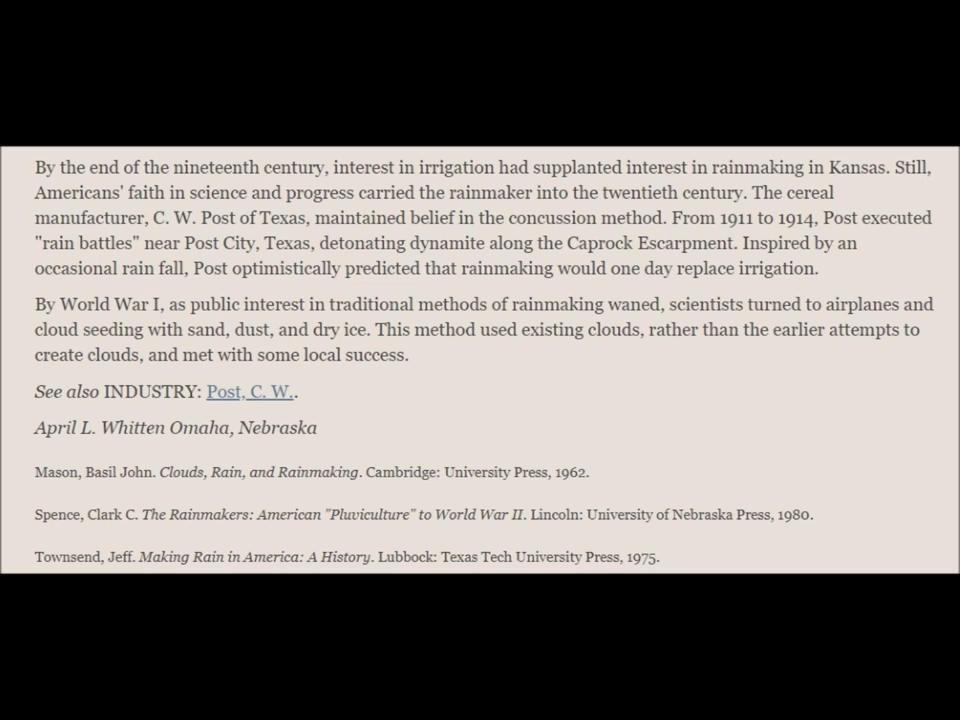 By the end of the nineteenth century, interest in irrigation had supplanted interest in rainmaking in Kansas. Still,
Americans' faith in science and progress carried the rainmaker into the twentieth century. The cereal
manufacturer, C. W. Post of Texas, maintained belief in the concussion method. From 1911 to 1914, Post executed
"rain battles" near Post City, Texas, detonating dynamite along the Caprock Escarpment. Inspired by an
occasional rain fall, Post optimistically predicted that rainmaking would one day replace irrigation.
By World War I, as public interest in traditional methods of rainmaking waned, scientists turned to airplanes and
cloud seeding with sand, dust, and dry ice. This method used existing clouds, rather than the earlier attempts to
create clouds, and met with some local success.
See also INDUSTRY: Post, C. W..
April L. Whitten Omaha, Nebraska
Mason, Basil John. Clouds, Rain, and Rainmaking. Cambridge: University Press, 1962.
Spence, Clark C. The Rainmakers: American "Pluviculture" to World War II. Lincoln: University of Nebraska Press, 1980.
Townsend, Jeff. Making Rain in America: A History. Lubbock: Texas Tech University Press, 1975.